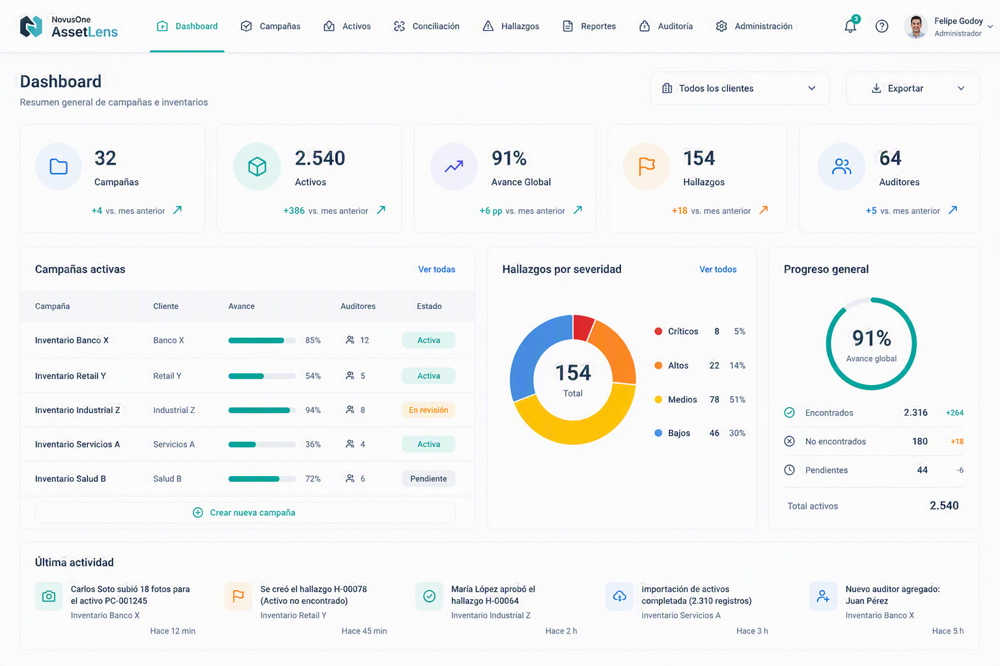 NovusOne
AssetLens
Dashboard
Campañas
Activos
Conciliación
Hallazgos
Reportes
Auditoría
Administración
3
Felipe Godoy
Administrador
Dashboard
Resumen general de campañas e inventarios
Todos los clientes
Exportar
32
Campañas
+4 vs. mes anterior
2.540
Activos
+386 vs. mes anterior
91%
Avance Global
+6 pp vs. mes anterior
154
Hallazgos
+18 vs. mes anterior
64
Auditores
+5 vs. mes anterior
Campañas activas
Ver todas
Campaña Cliente Avance Auditores Estado
Inventario Banco X Banco X 85% 12 Activa
Inventario Retail Y Retail Y 54% 5 Activa
Inventario Industrial Z Industrial Z 94% 8 En revisión
Inventario Servicios A Servicios A 36% 4 Activa
Inventario Salud B Salud B 72% 6 Pendiente
Crear nueva campaña
Hallazgos por severidad
Ver todos
154
Total
Críticos 8 5%
Altos 22 14%
Medios 78 51%
Bajos 46 30%
Progreso general
91%
Avance global
Encontrados 2.316 +264
No encontrados 180 +18
Pendientes 44 -6
Total activos 2.540
Última actividad
Carlos Soto subió 18 fotos para
el activo PC-001245
Inventario Banco X
Hace 12 min
Se creó el hallazgo H-00078
(Activo no encontrado)
Inventario Retail Y
Hace 45 min
María López aprobó el
hallazgo H-00064
Inventario Industrial Z
Hace 2 h
Importación de activos
completada (2.310 registros)
Inventario Servicios A
Hace 3 h
Nuevo auditor agregado:
Juan Pérez
Inventario Banco X
Hace 5 h